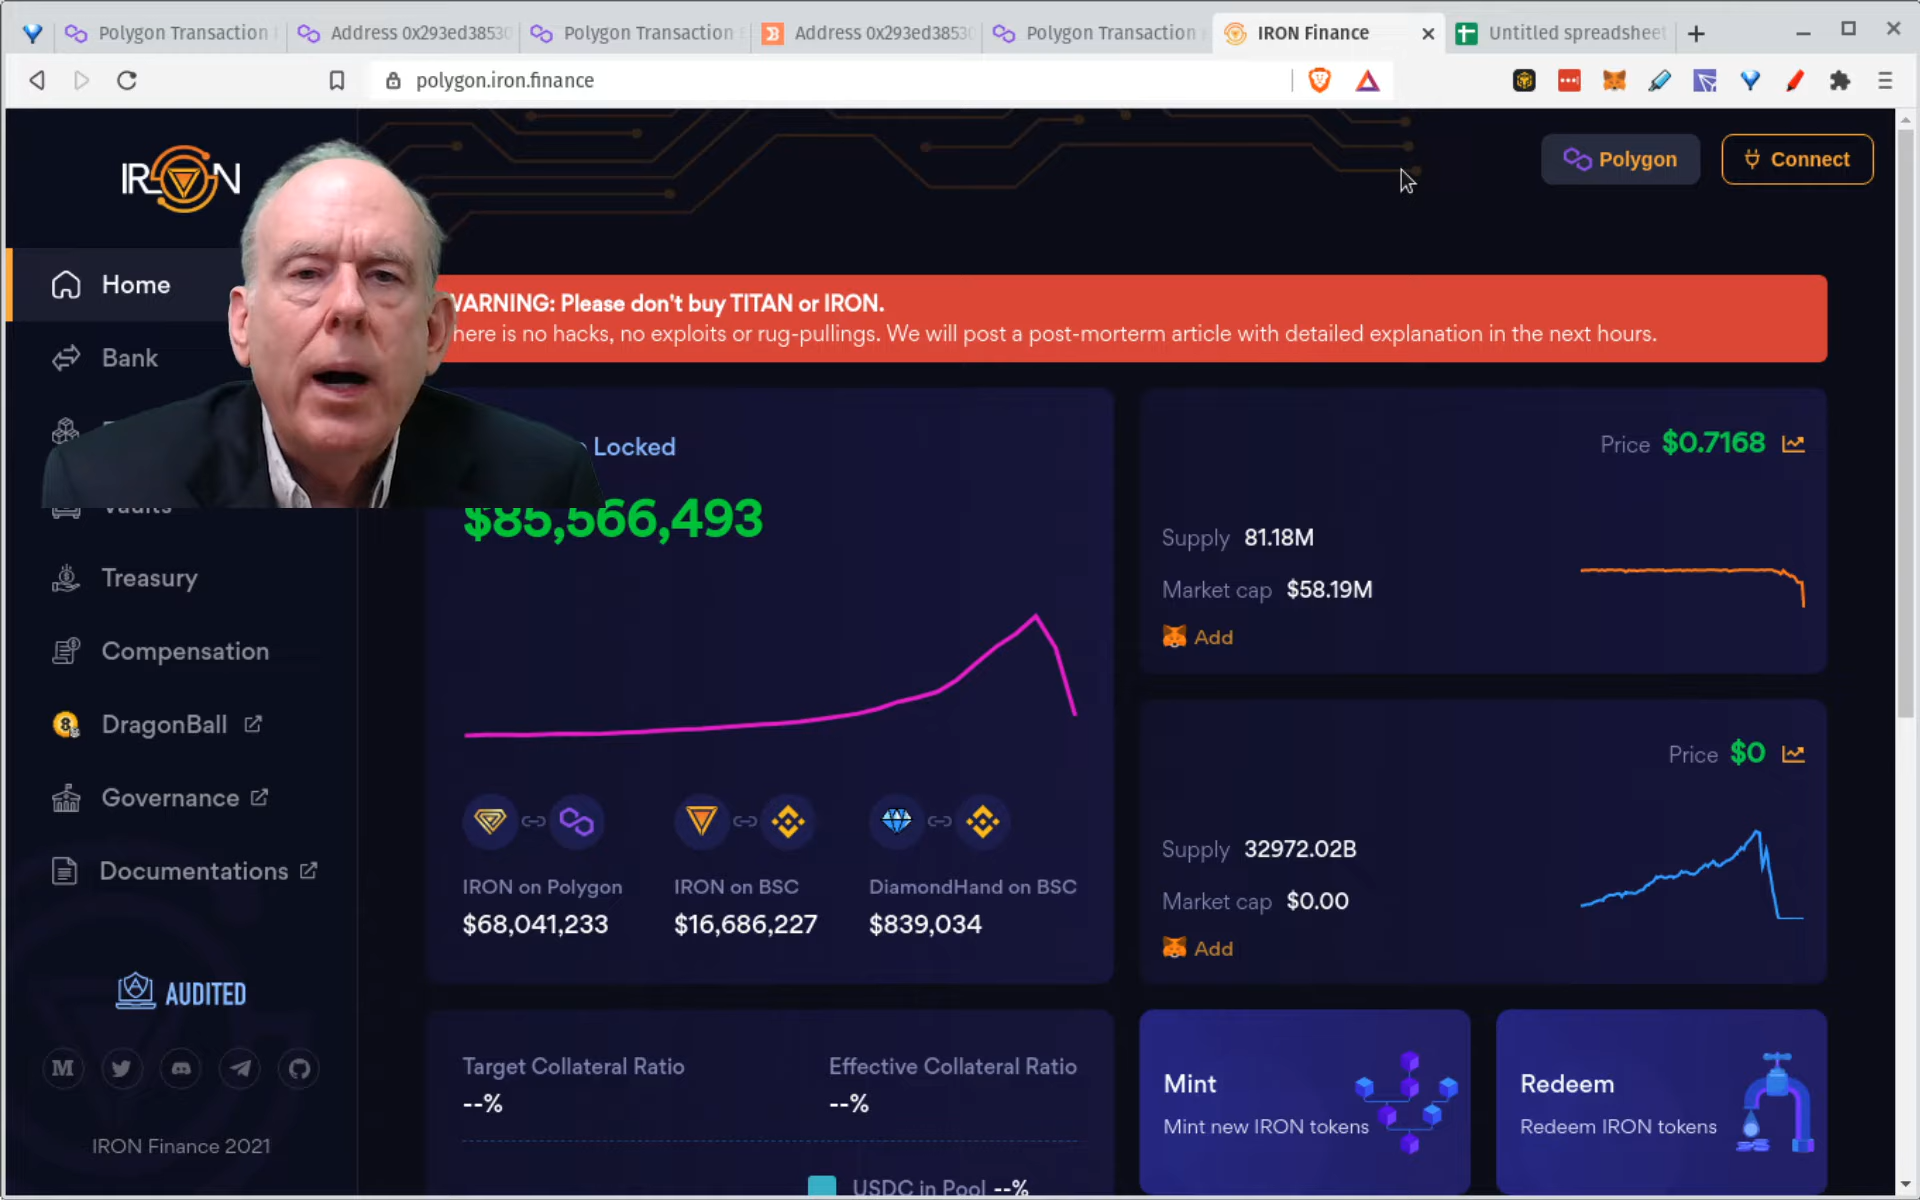 Polygon Transaction
Address 0x293ed3853
Polygon Transaction
Address 0x293ed3853
Polygon Transaction
IRON Finance
Untitled spreadsheet
polygon.iron.finance
IRON
Polygon
Connect
Home
WARNING: Please don't buy TITAN or IRON.
here is no hacks, no exploits or rug-pullings. We will post a post-morterm article with detailed explanation in the next hours.
Bank
Vaults
Treasury
Compensation
DragonBall
Governance
Documentations
AUDITED
IRON Finance 2021
Locked
$85,566,493
IRON on Polygon
$68,041,233
IRON on BSC
$16,686,227
DiamondHand on BSC
$839,034
Price $0.7168
Supply 81.18M
Market cap $58.19M
Add
Price $0
Supply 32972.02B
Market cap $0.00
Add
Target Collateral Ratio
--%
Effective Collateral Ratio
--%
USDC in Pool --%
Mint
Mint new IRON tokens
Redeem
Redeem IRON tokens